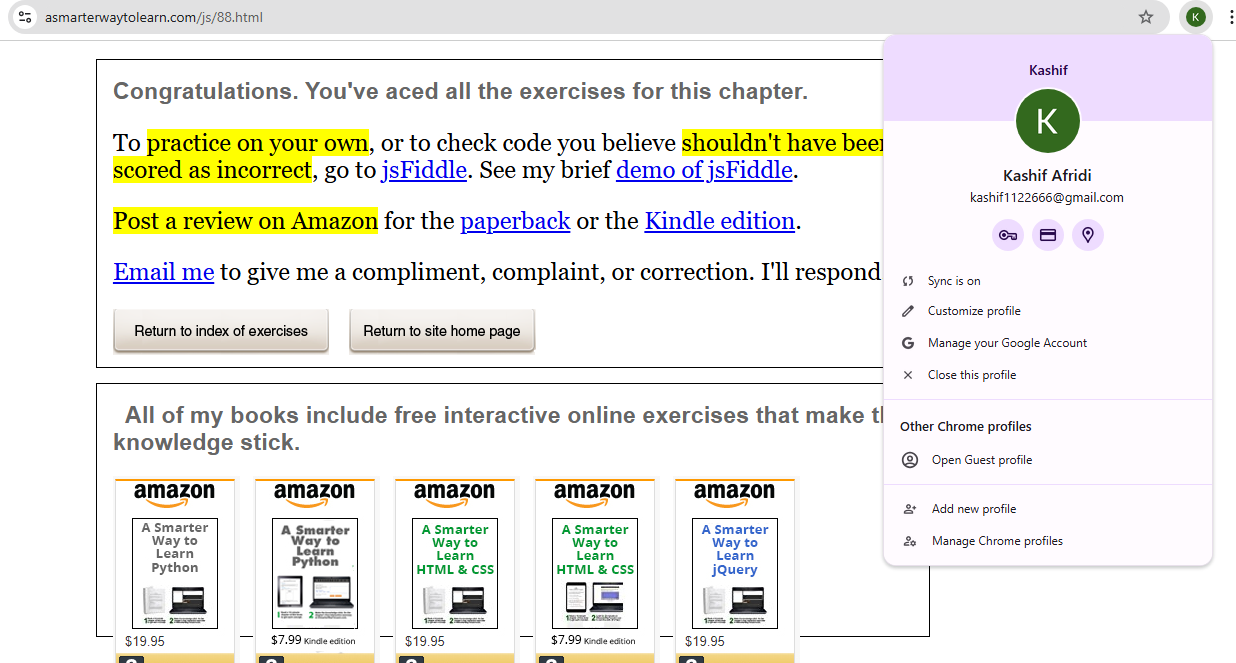 asmarterwaytolearn.com/js/88.html
K
Congratulations. You've aced all the exercises for this chapter.
To practice on your own, or to check code you believe shouldn't have been
scored as incorrect, go to jsFiddle. See my brief demo of jsFiddle.
Post a review on Amazon for the paperback or the Kindle edition.
Email me to give me a compliment, complaint, or correction. I'll respond
Return to index of exercises
Return to site home page
All of my books include free interactive online exercises that make th
knowledge stick.
amazon
A Smarter
Way to
Learn
Python
$19.95
amazon
A Smarter
Way to
Learn
Python
$7.99 Kindle edition
amazon
A Smarter
Way to
Learn
HTML & CSS
$19.95
amazon
A Smarter
Way to
Learn
HTML & CSS
$7.99 Kindle edition
amazon
A Smarter
Way to
Learn
jQuery
$19.95
Kashif
K
Kashif Afridi
kashif1122666@gmail.com
Sync is on
Customize profile
Manage your Google Account
Close this profile
Other Chrome profiles
Open Guest profile
Add new profile
Manage Chrome profiles